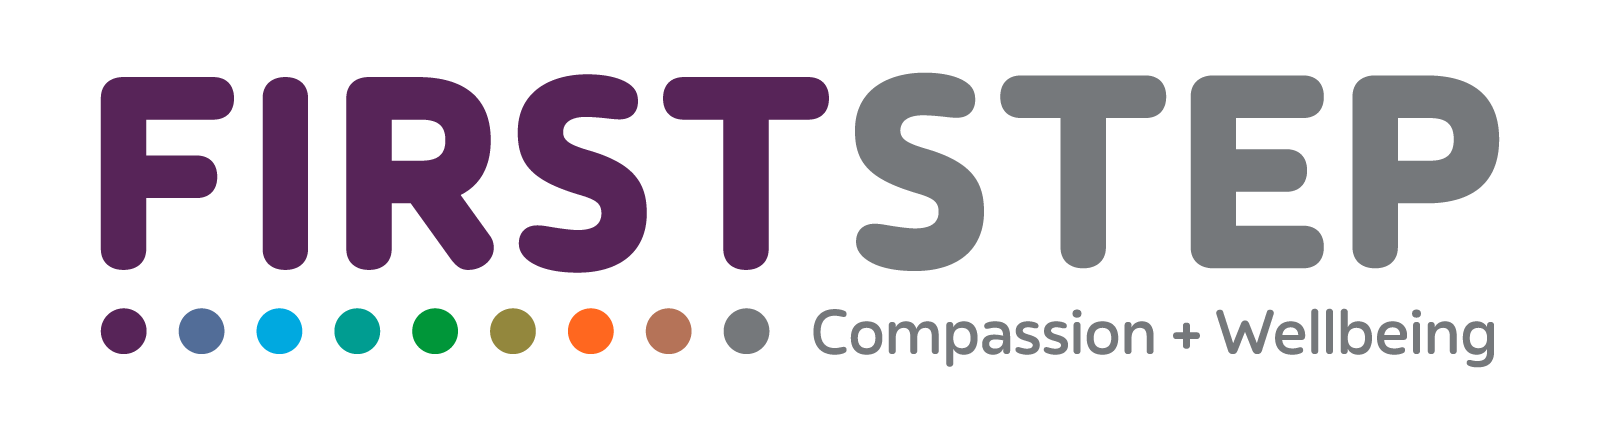 FIRSTSTEP
Compassion + Wellbeing